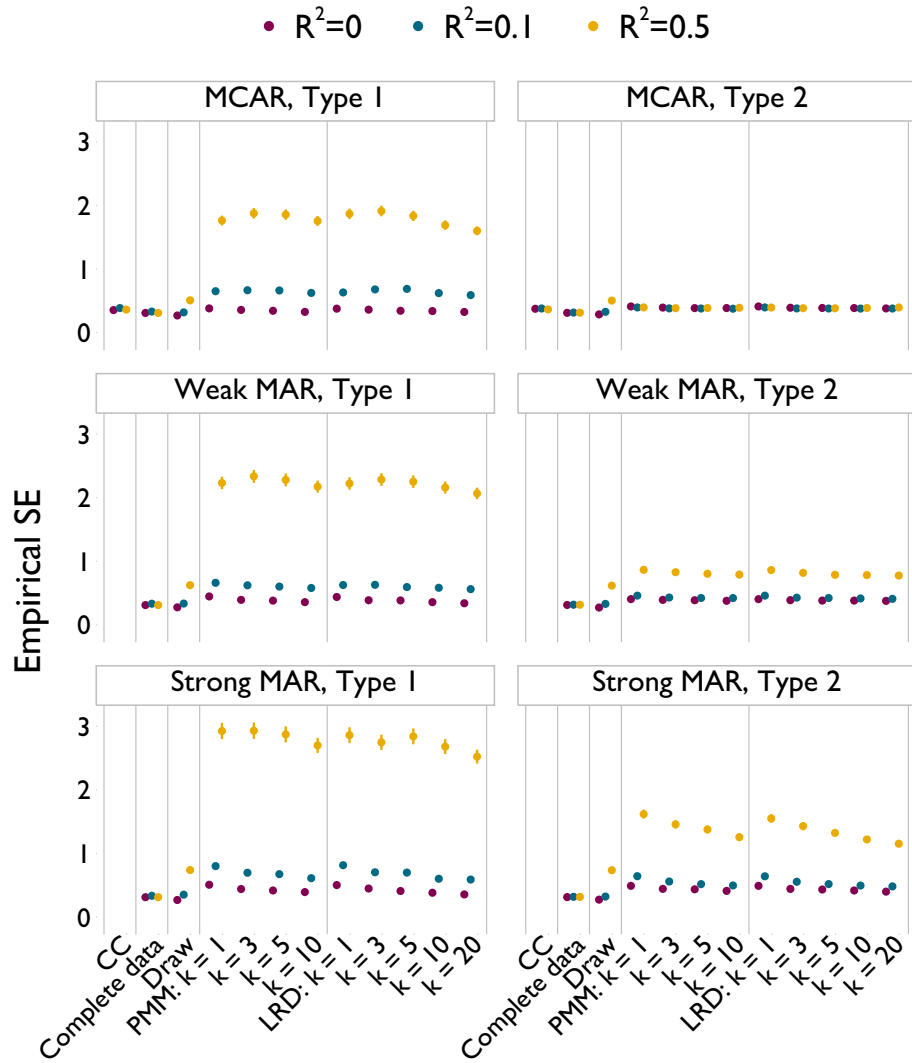 R²=0 R²=0.1 R²=0.5
MCAR, Type 1 MCAR, Type 2
3
2
1
0
Weak MAR, Type 1 Weak MAR, Type 2
3
2
1
0
Empirical SE
Strong MAR, Type 1 Strong MAR, Type 2
3
2
1
0
CC
Complete data
Draw
PMM: k = 1
k = 3
k = 5
k = 10
LRD: k = 1
k = 3
k = 5
k = 10
k = 20
CC
Complete data
Draw
PMM: k = 1
k = 3
k = 5
k = 10
LRD: k = 1
k = 3
k = 5
k = 10
k = 20